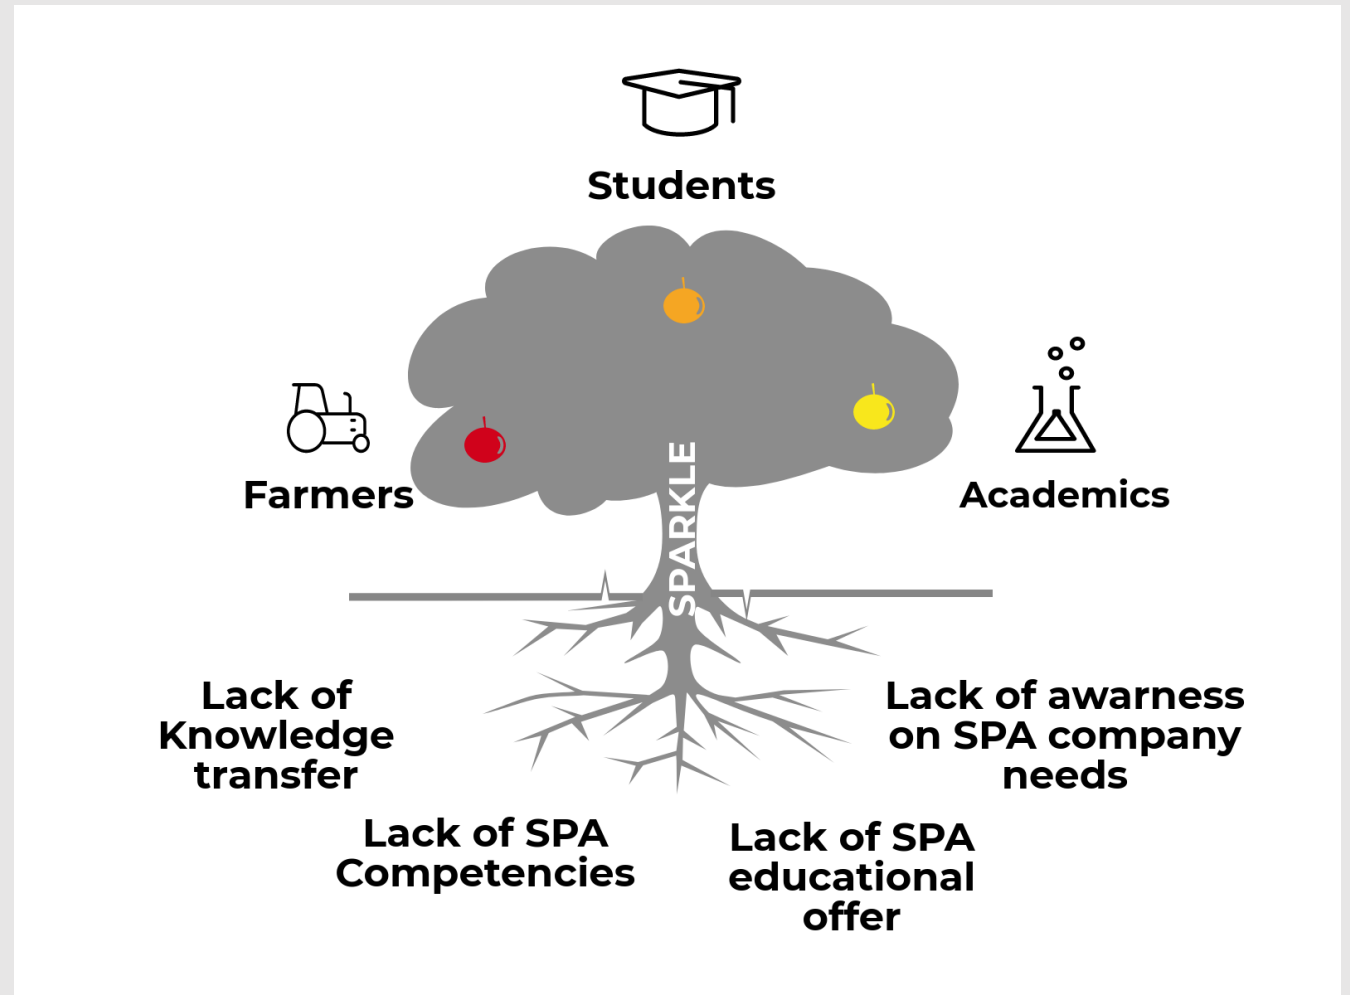 Students
Farmers
Academics
SPARKLE
Lack of
Knowledge
transfer
Lack of awarness
on SPA company
needs
Lack of SPA
Competencies
Lack of SPA
educational
offer